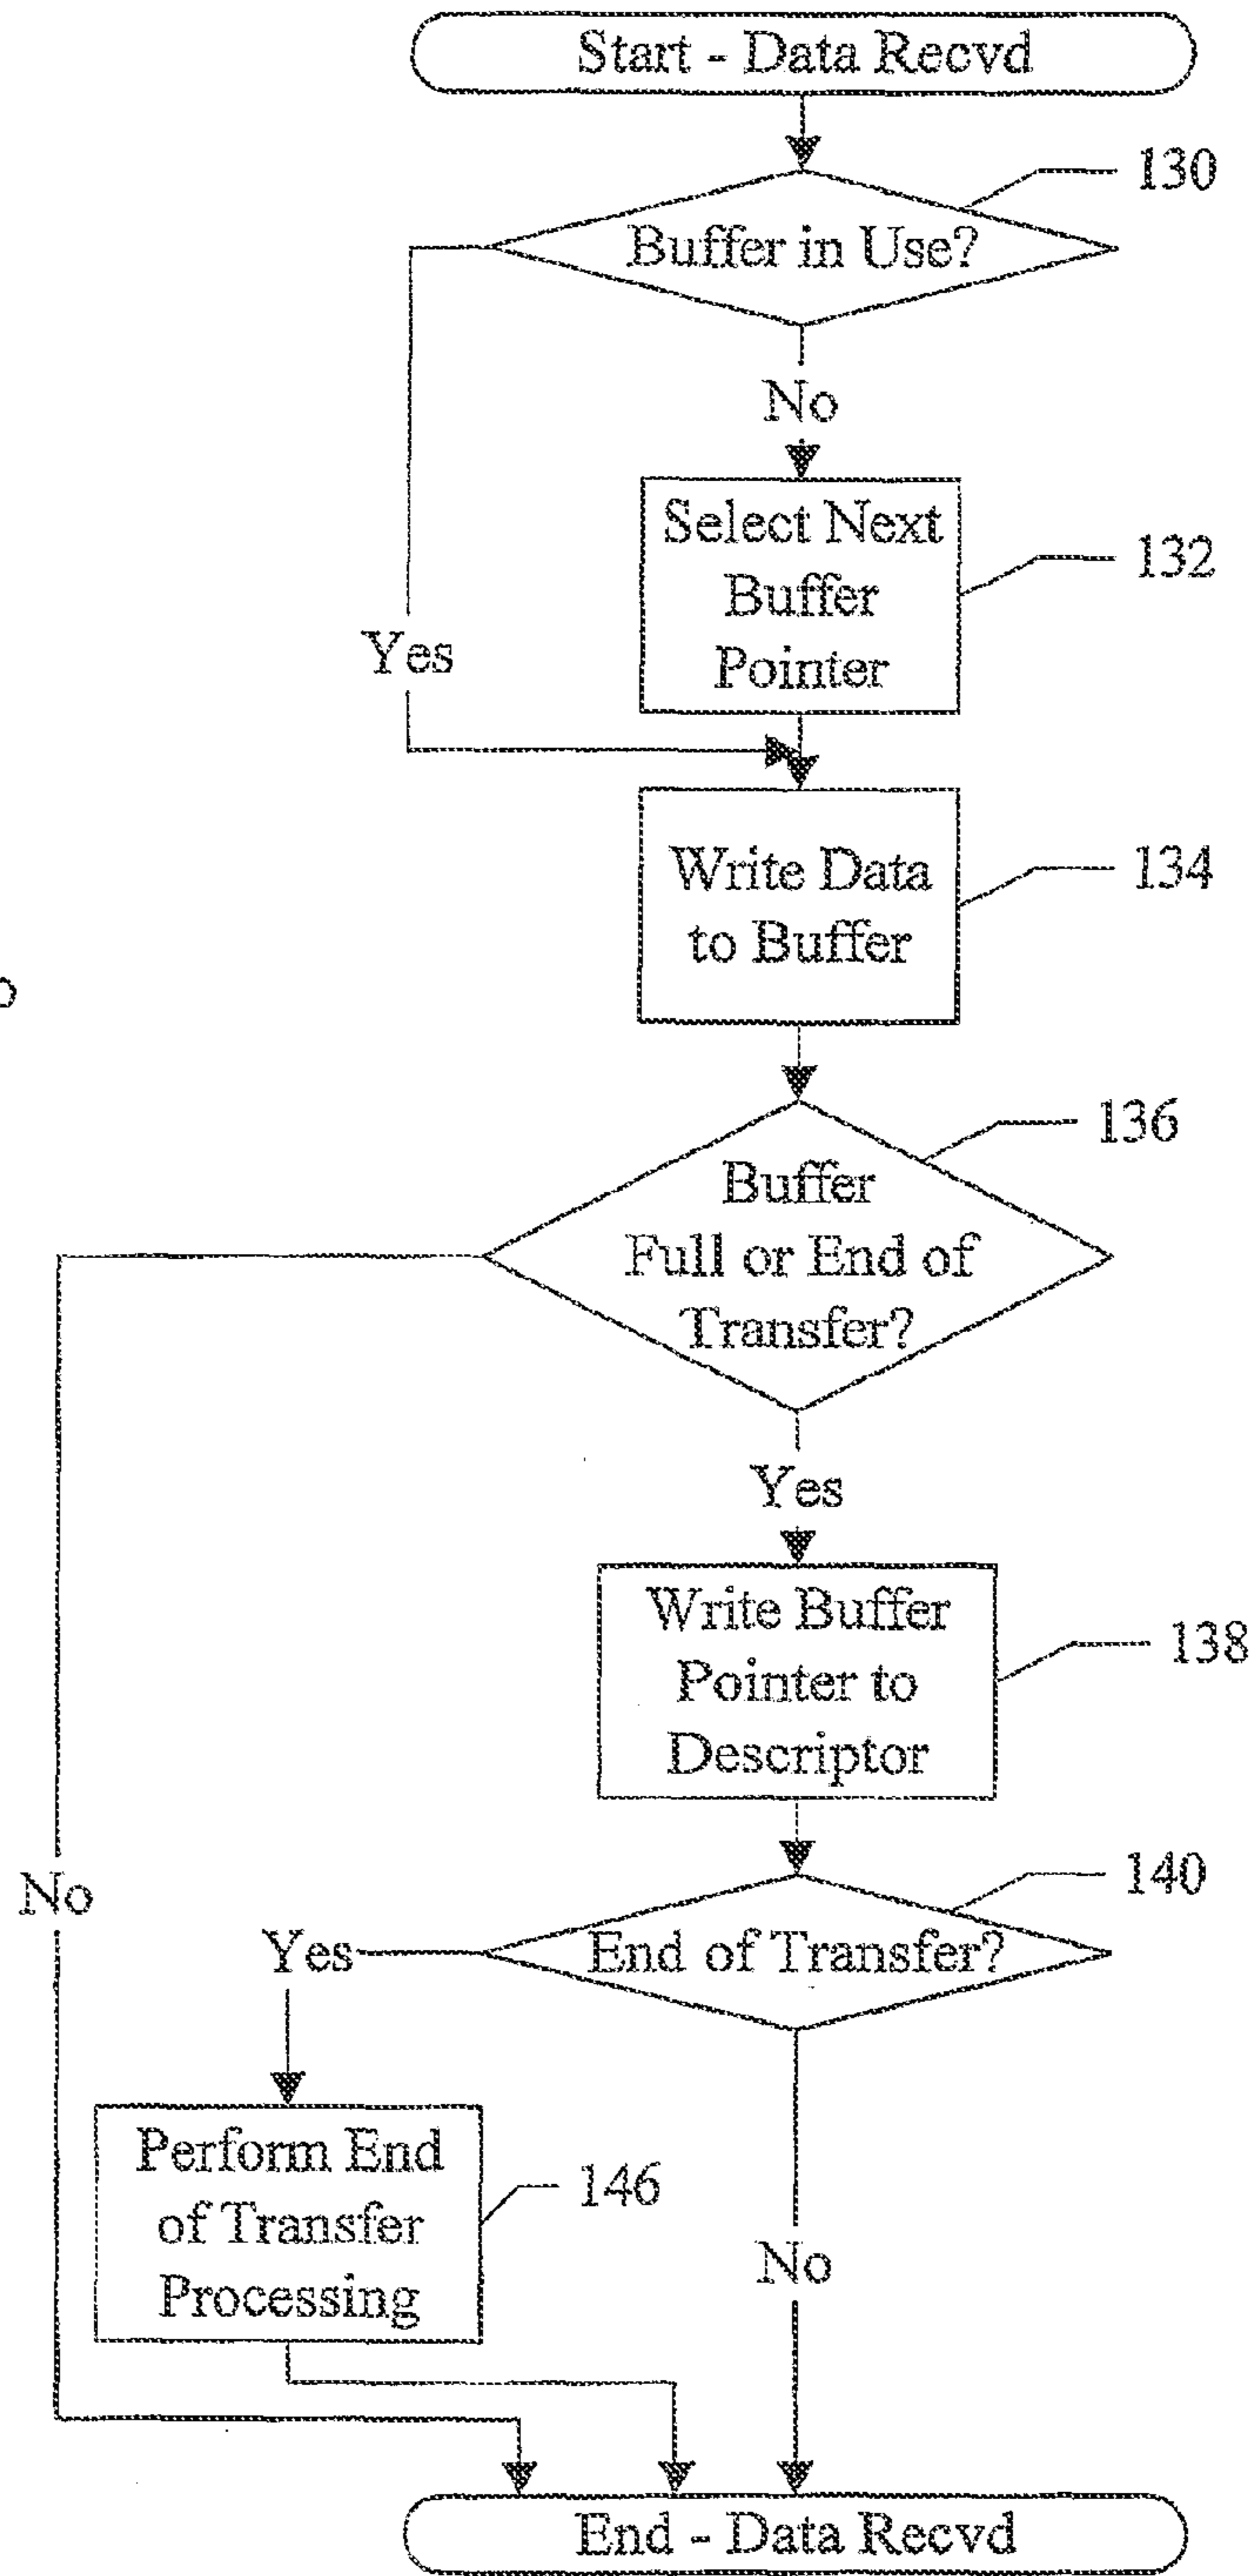 Start - Data Recvd
130
Buffer in Use?
No
Select Next
Buffer
Pointer
132
Yes
Write Data
to Buffer
134
136
Buffer
Full or End of
Transfer?
Yes
Write Buffer
Pointer to
Descriptor
138
No
140
Yes
End of Transfer?
Perform End
of Transfer
Processing
146
No
End - Data Recvd